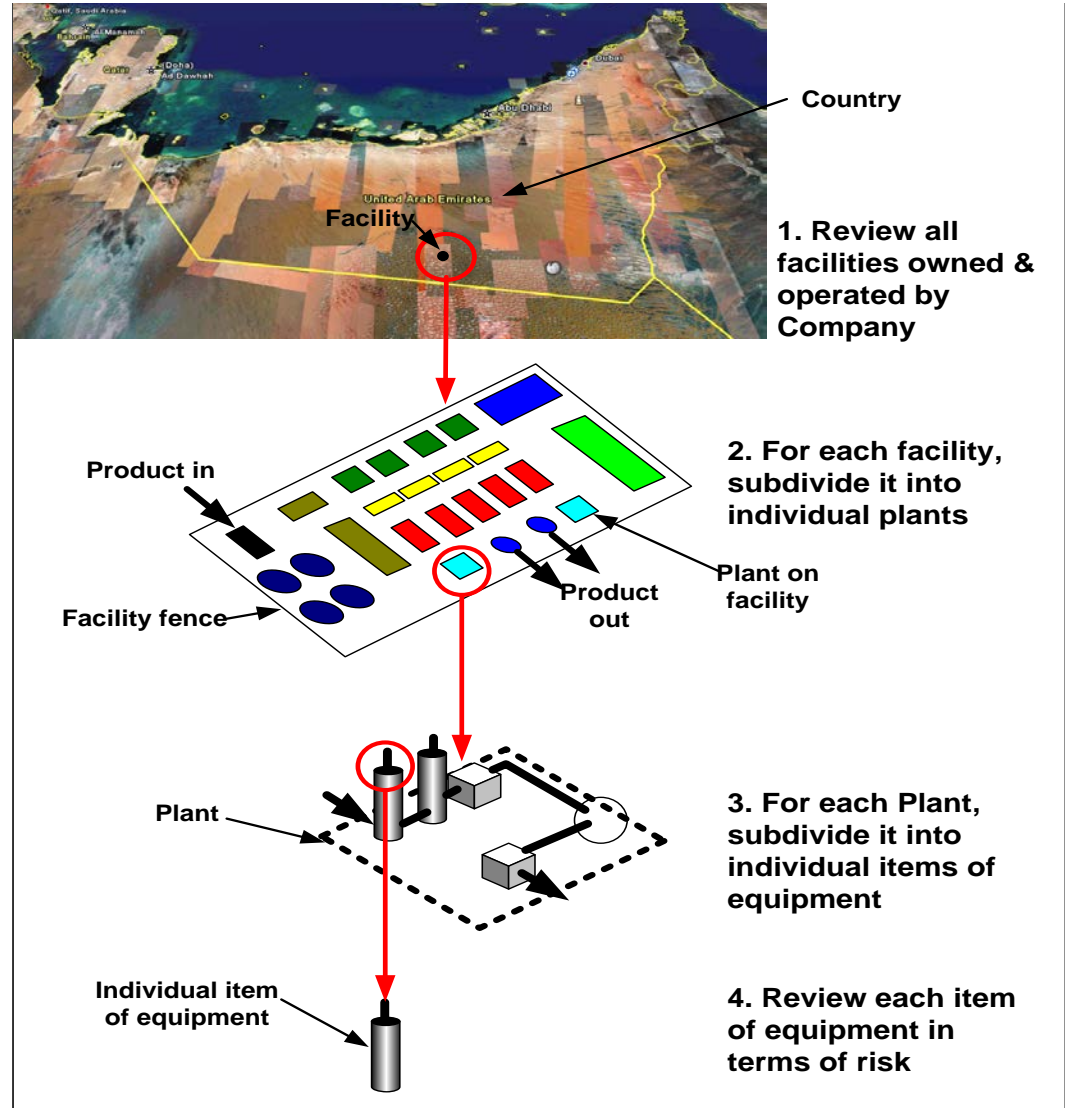 Qatif, Saudi Arabia
Al Manamah
Bahrain
Qatar
(Doha)
Ad Dawhah
Dubai
Abu Dhabi
Country
United Arab Emirates
Facility
1. Review all
facilities owned &
operated by
Company
Product in
2. For each facility,
subdivide it into
individual plants
Plant on
facility
Product
out
Facility fence
Plant
3. For each Plant,
subdivide it into
individual items of
equipment
Individual item
of equipment
4. Review each item
of equipment in
terms of risk